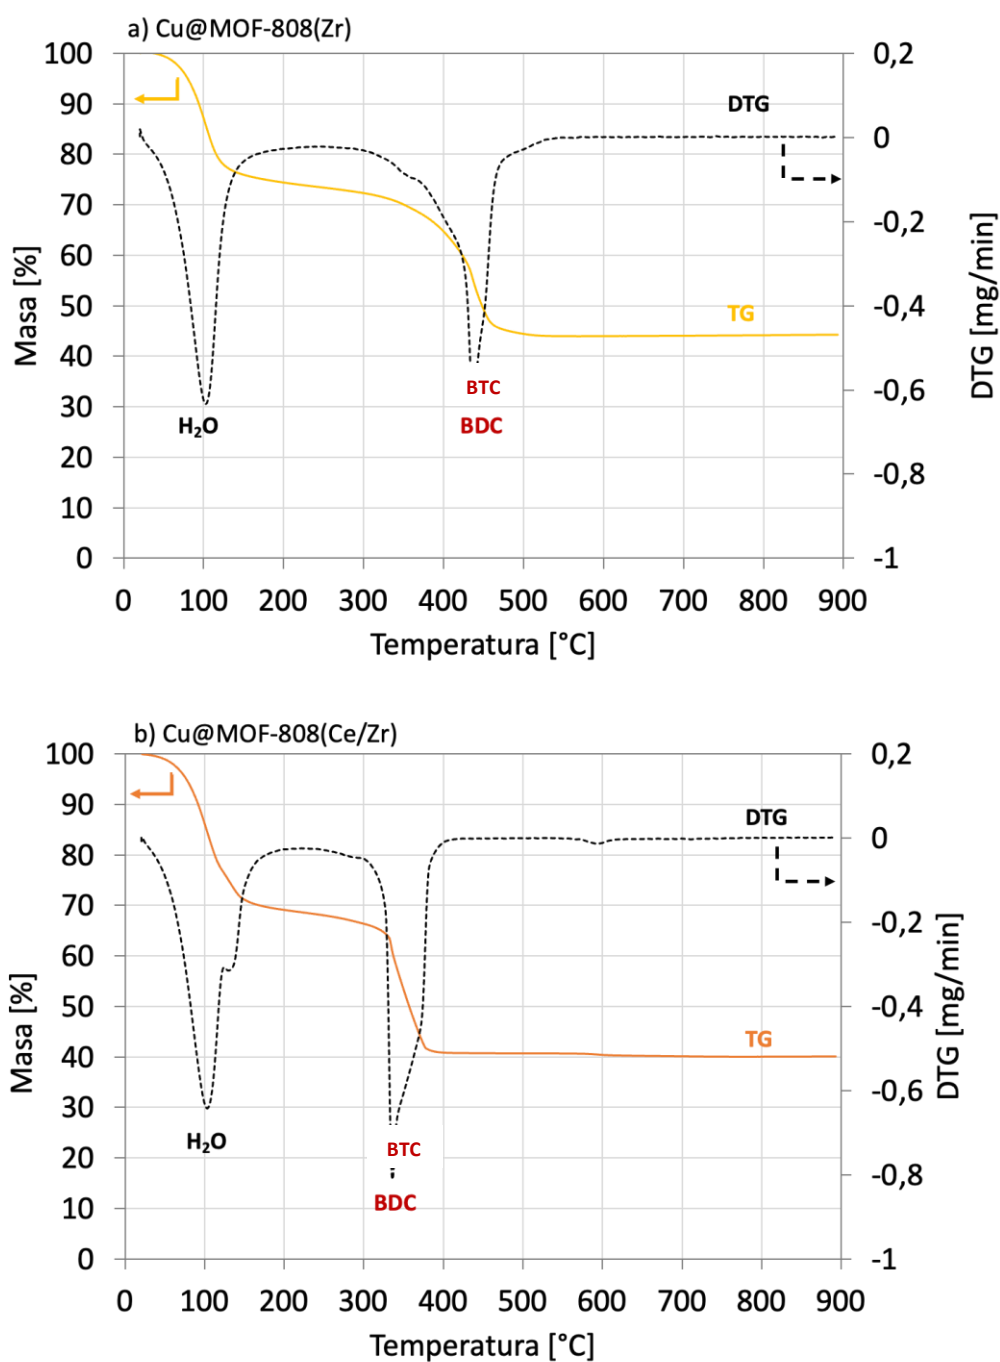 a) Cu@MOF-808(Zr)
100
90
80
70
60
50
40
30
20
10
0
Masa [%]
0,2
0
-0,2
-0,4
-0,6
-0,8
-1
DTG [mg/min]
DTG
TG
BTC
BDC
H₂O
0 100 200 300 400 500 600 700 800 900
Temperatura [°C]
b) Cu@MOF-808(Ce/Zr)
100
90
80
70
60
50
40
30
20
10
0
Masa [%]
0,2
0
-0,2
-0,4
-0,6
-0,8
-1
DTG [mg/min]
DTG
TG
H₂O
BTC
BDC
0 100 200 300 400 500 600 700 800 900
Temperatura [°C]